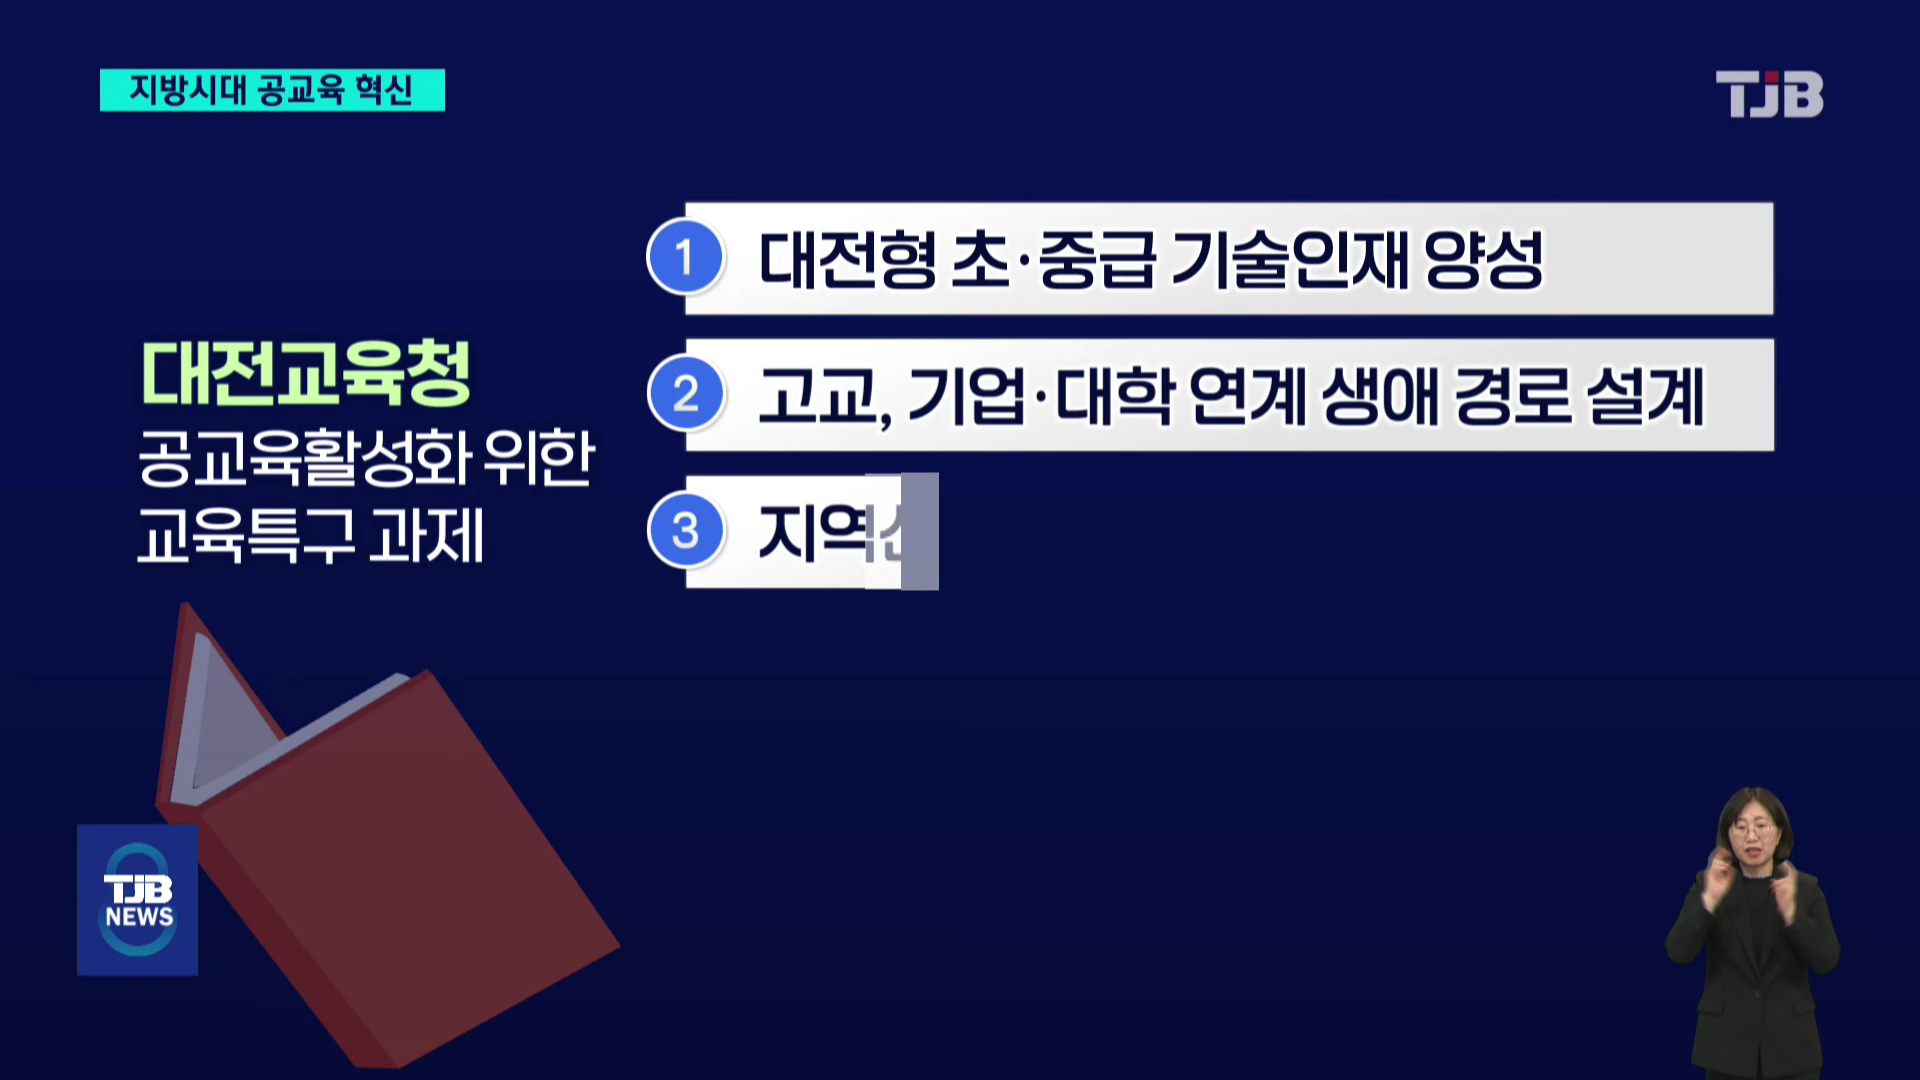 지방시대 공교육 혁신
TJB
대전교육청
공교육활성화 위한
교육특구 과제
1 대전형 초·중급 기술인재 양성
2 고교, 기업·대학 연계 생애 경로 설계
3 지역
TJB
NEWS